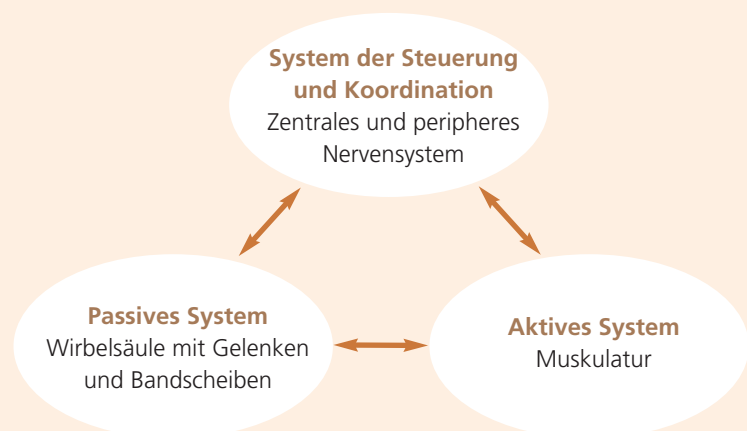 System der Steuerung
und Koordination
Zentrales und peripheres
Nervensystem
Passives System
Wirbelsäule mit Gelenken
und Bandscheiben
Aktives System
Muskulatur